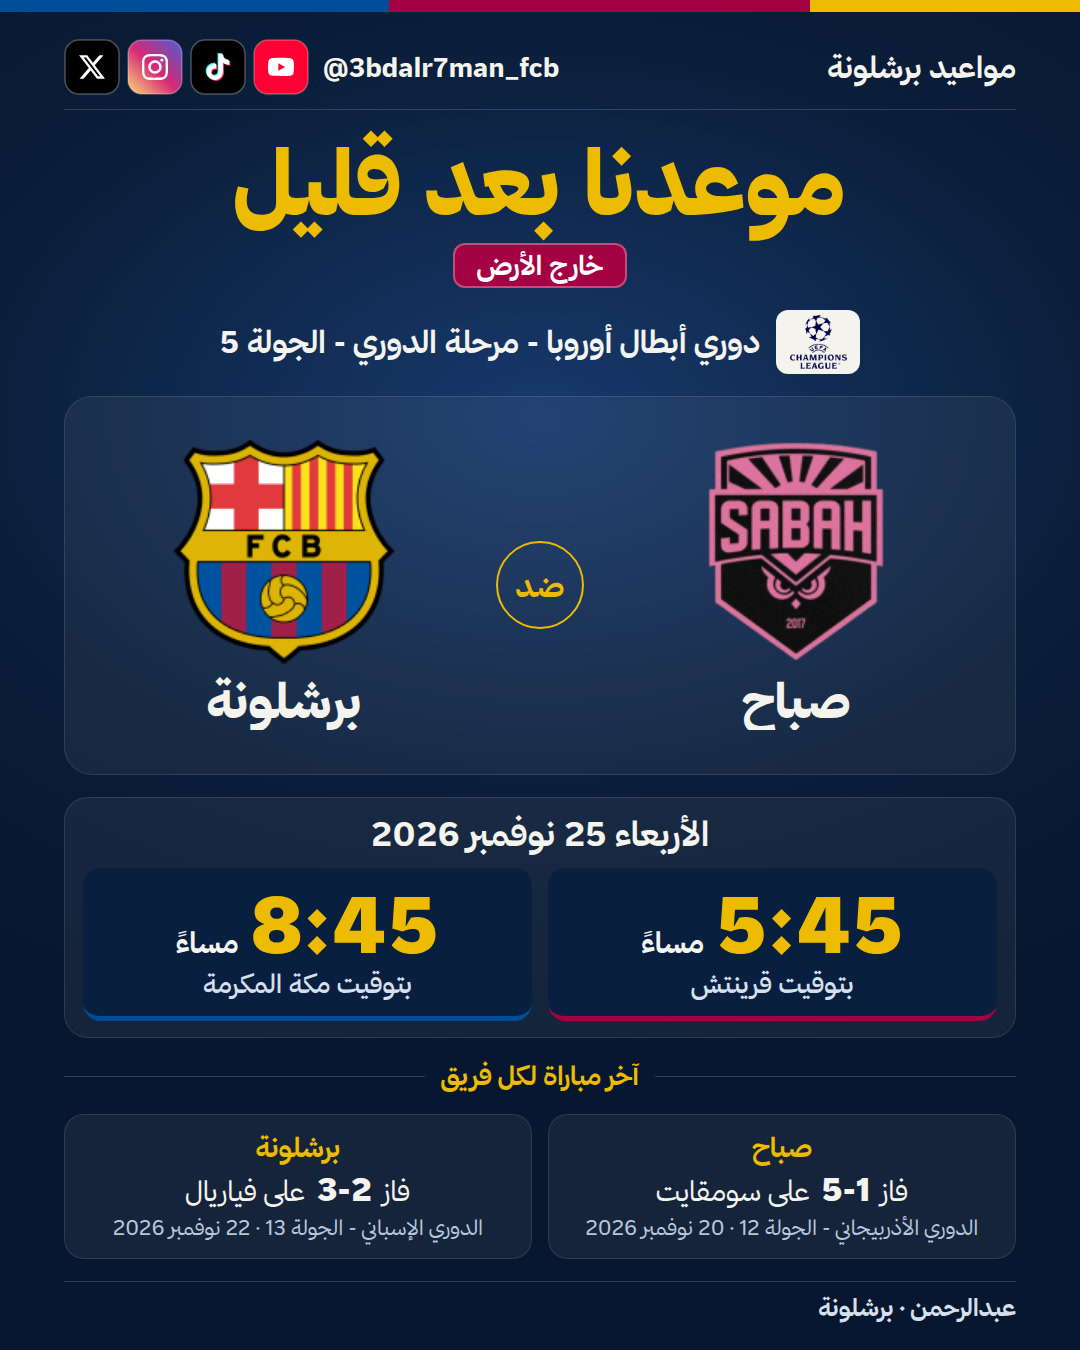 مواعيد برشلونة
@3bdalr7man_fcb
موعدنا بعد قليل
خارج الأرض
دوري أبطال أوروبا - مرحلة الدوري - الجولة 5
UEFA
CHAMPIONS
LEAGUE
SABAH
2017
صباح
ضد
FCB
برشلونة
الأربعاء 25 نوفمبر 2026
5:45 مساءً
بتوقيت قرينتش
8:45 مساءً
بتوقيت مكة المكرمة
آخر مباراة لكل فريق
صباح
فاز 5-1 على سومقايت
الدوري الأذربيجاني - الجولة 12 · 20 نوفمبر 2026
برشلونة
فاز 3-2 على فياريال
الدوري الإسباني - الجولة 13 · 22 نوفمبر 2026
عبدالرحمن · برشلونة